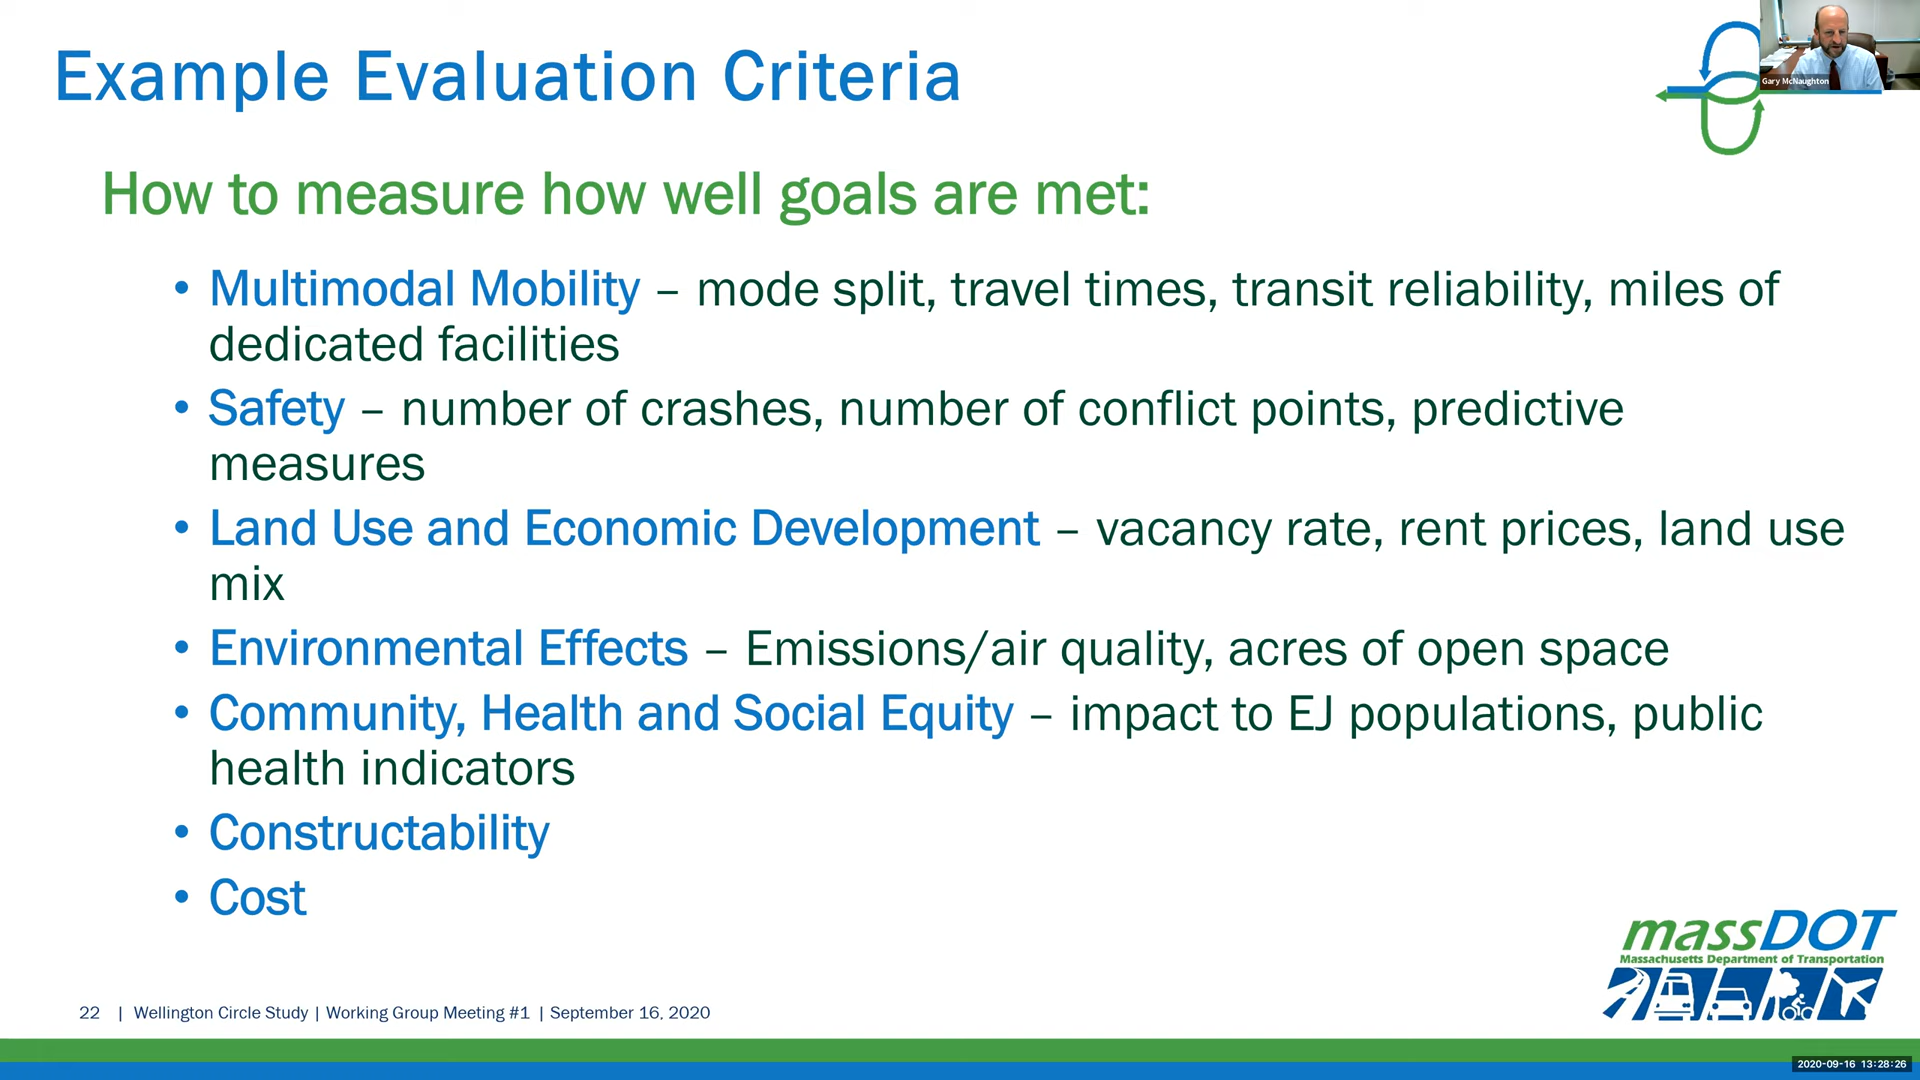 Example Evaluation Criteria
Gary McNaughton
How to measure how well goals are met:
• Multimodal Mobility – mode split, travel times, transit reliability, miles of
dedicated facilities
• Safety – number of crashes, number of conflict points, predictive
measures
• Land Use and Economic Development – vacancy rate, rent prices, land use
mix
• Environmental Effects – Emissions/air quality, acres of open space
• Community, Health and Social Equity – impact to EJ populations, public
health indicators
• Constructability
• Cost
massDOT
Massachusetts Department of Transportation
22 | Wellington Circle Study | Working Group Meeting #1 | September 16, 2020
2020-09-16 13:28:26